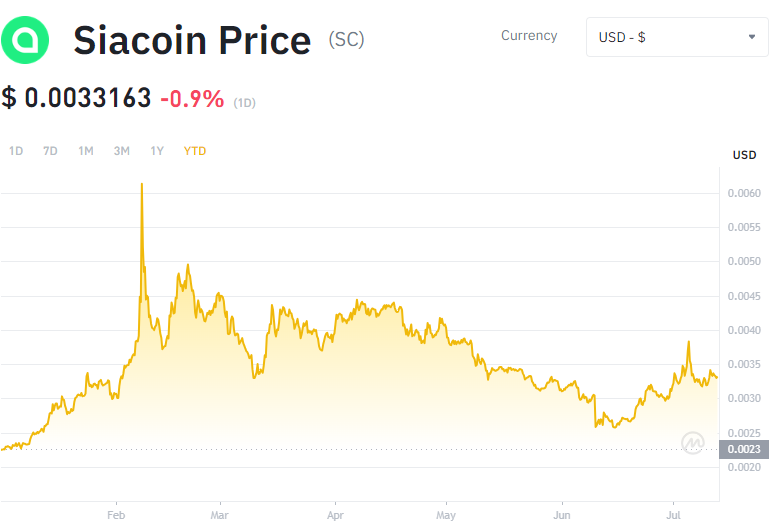 Siacoin Price (SC)
Currency
USD - $
$ 0.0033163 -0.9% (1D)
1D 7D 1M 3M 1Y YTD
USD
0.0060
0.0055
0.0050
0.0045
0.0040
0.0035
0.0030
0.0025
0.0023
0.0020
Feb Mar Apr May Jun Jul